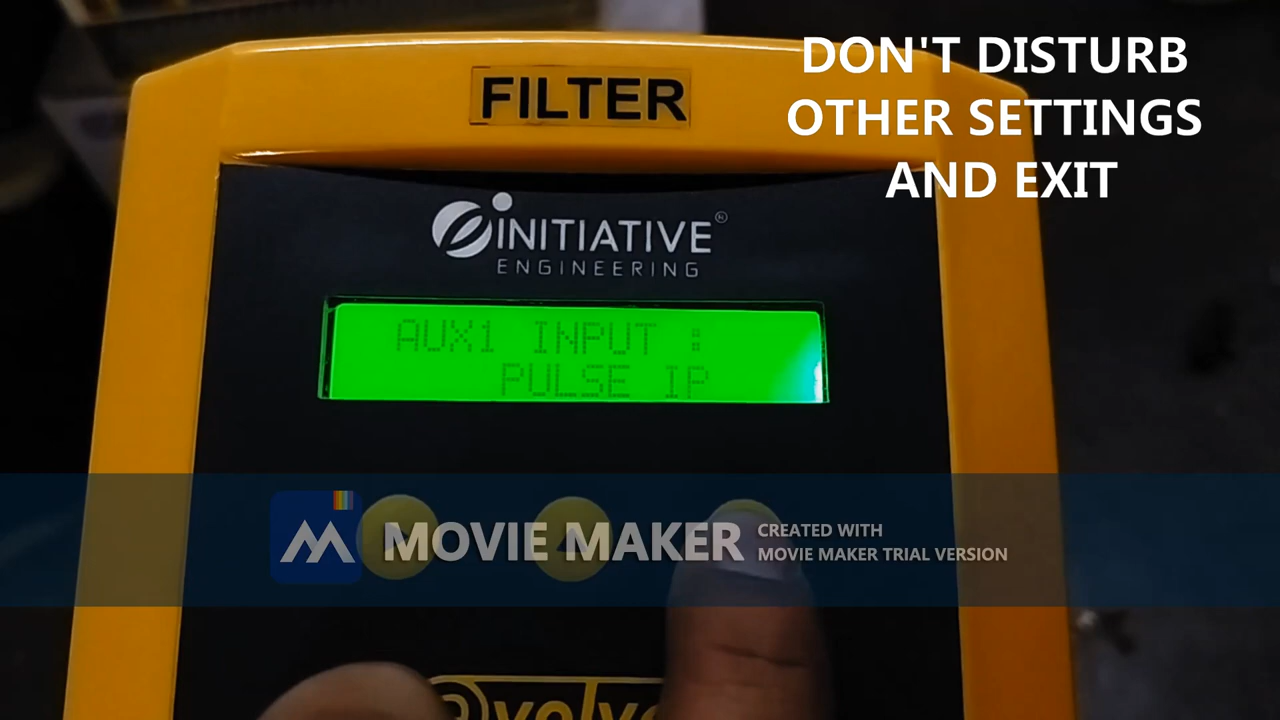 DON'T DISTURB
OTHER SETTINGS
AND EXIT
FILTER
INITIATIVE
ENGINEERING
AUX1 INPUT :
PULSE IP
MOVIE MAKER
CREATED WITH
MOVIE MAKER TRIAL VERSION